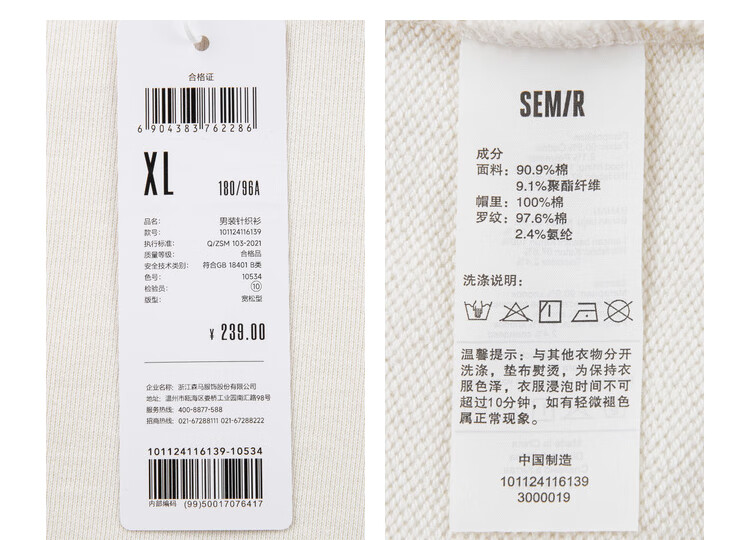 合格证
6 904383 762286
XL 180/96A
品名: 男装针织衫
款号: 101124116139
执行标准: Q/ZSM 103-2021
质量等级: 合格品
安全技术类别: 符合GB 18401 B类
色号: 10534
检验员: ⑩
版型: 宽松型
¥ 239.00
企业名称: 浙江森马服饰股份有限公司
地址: 温州市瓯海区娄桥工业园南汇路98号
服务热线: 400-8877-588
招商热线: 021-67288111 021-67288222
101124116139-10534
内部编码 (99)50017076417
SEM/R
成分
面料: 90.9%棉
9.1%聚酯纤维
帽里: 100%棉
罗纹: 97.6%棉
2.4%氨纶
洗涤说明:
温馨提示: 与其他衣物分开
洗涤, 垫布熨烫, 为保持衣
服色泽, 衣服浸泡时间不可
超过10分钟, 如有轻微褪色
属正常现象。
中国制造
101124116139
3000019